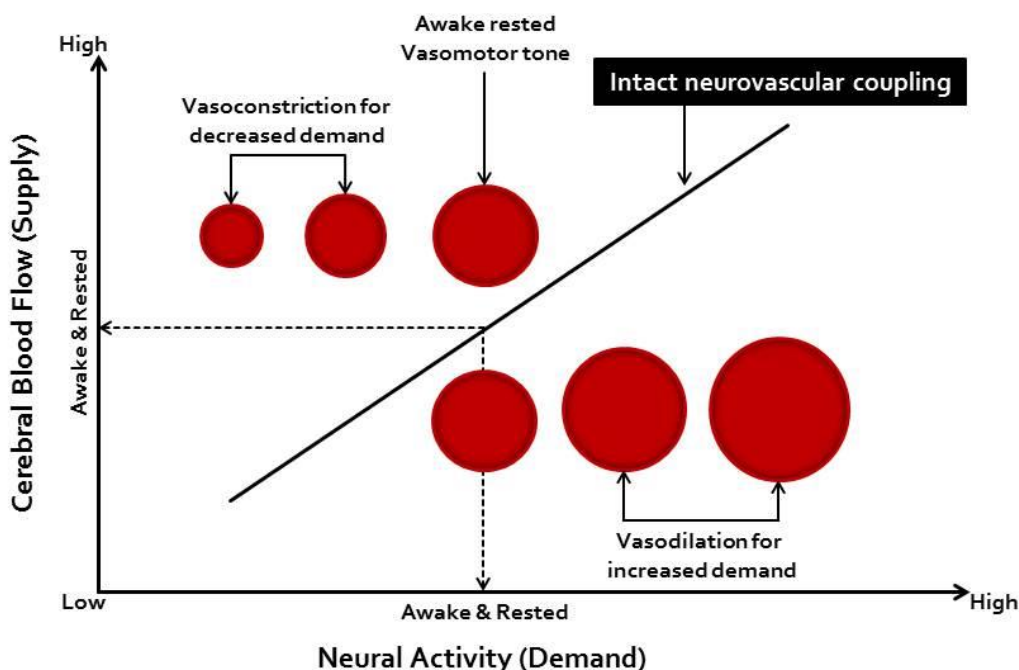 Awake rested
Vasomotor tone
High
Intact neurovascular coupling
Vasoconstriction for
decreased demand
Cerebral Blood Flow (Supply)
Awake & Rested
Vasodilation for
increased demand
Low
Awake & Rested
High
Neural Activity (Demand)